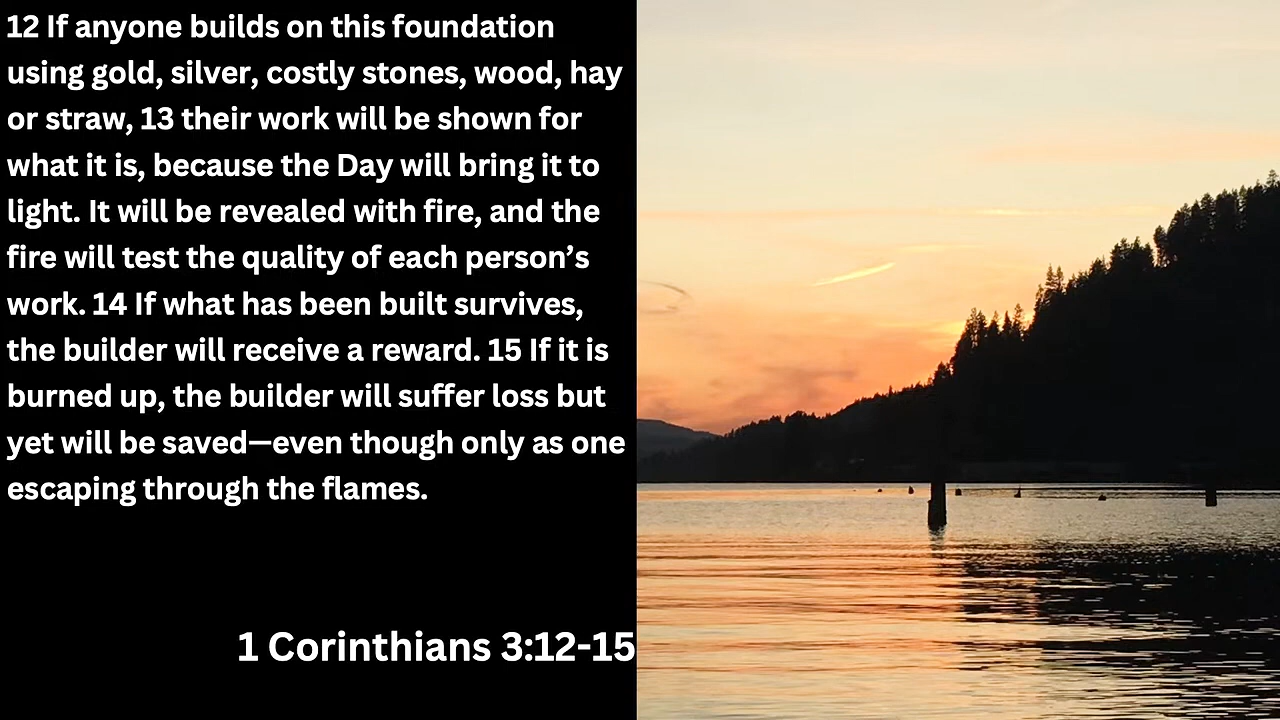 12 If anyone builds on this foundation
using gold, silver, costly stones, wood, hay
or straw, 13 their work will be shown for
what it is, because the Day will bring it to
light. It will be revealed with fire, and the
fire will test the quality of each person’s
work. 14 If what has been built survives,
the builder will receive a reward. 15 If it is
burned up, the builder will suffer loss but
yet will be saved—even though only as one
escaping through the flames.
1 Corinthians 3:12-15